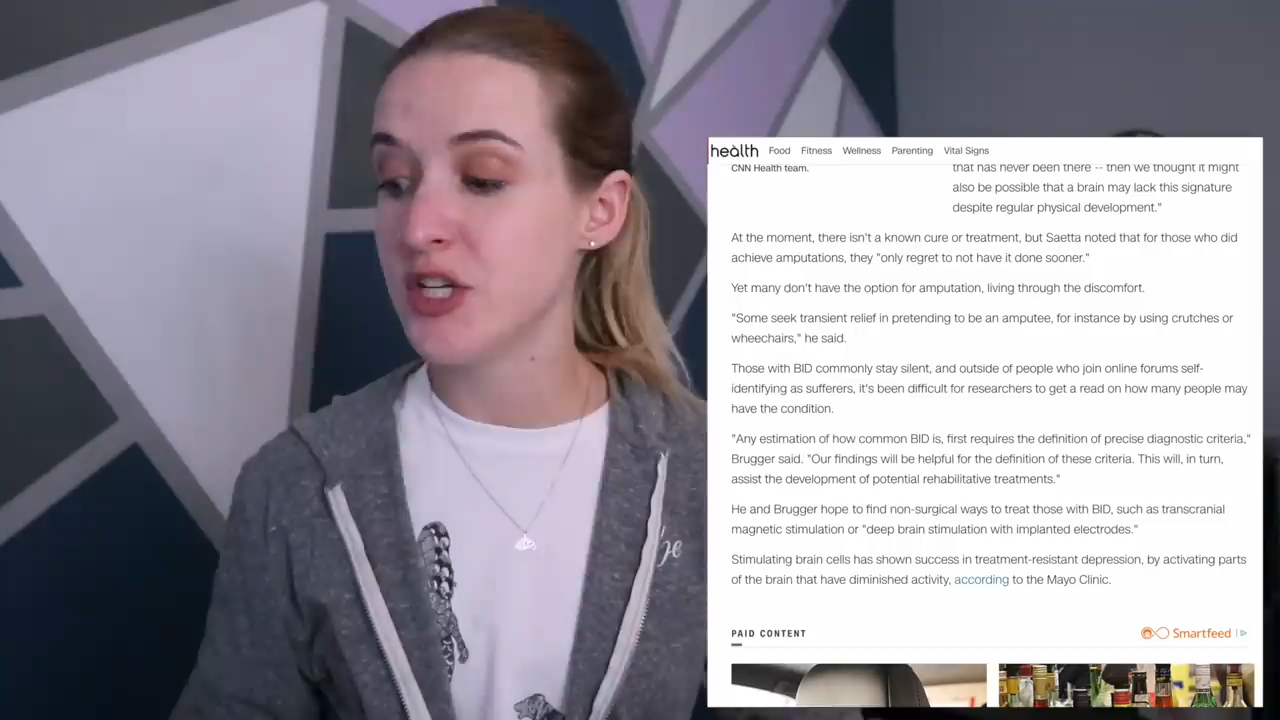 health Food Fitness Wellness Parenting Vital Signs
CNN Health team.
that has never been there -- then we thought it might
also be possible that a brain may lack this signature
despite regular physical development."
At the moment, there isn't a known cure or treatment, but Saetta noted that for those who did
achieve amputations, they "only regret to not have it done sooner."
Yet many don't have the option for amputation, living through the discomfort.
"Some seek transient relief in pretending to be an amputee, for instance by using crutches or
wheechairs," he said.
Those with BID commonly stay silent, and outside of people who join online forums self-
identifying as sufferers, it's been difficult for researchers to get a read on how many people may
have the condition.
"Any estimation of how common BID is, first requires the definition of precise diagnostic criteria,"
Brugger said. "Our findings will be helpful for the definition of these criteria. This will, in turn,
assist the development of potential rehabilitative treatments."
He and Brugger hope to find non-surgical ways to treat those with BID, such as transcranial
magnetic stimulation or "deep brain stimulation with implanted electrodes."
Stimulating brain cells has shown success in treatment-resistant depression, by activating parts
of the brain that have diminished activity, according to the Mayo Clinic.
PAID CONTENT
Smartfeed